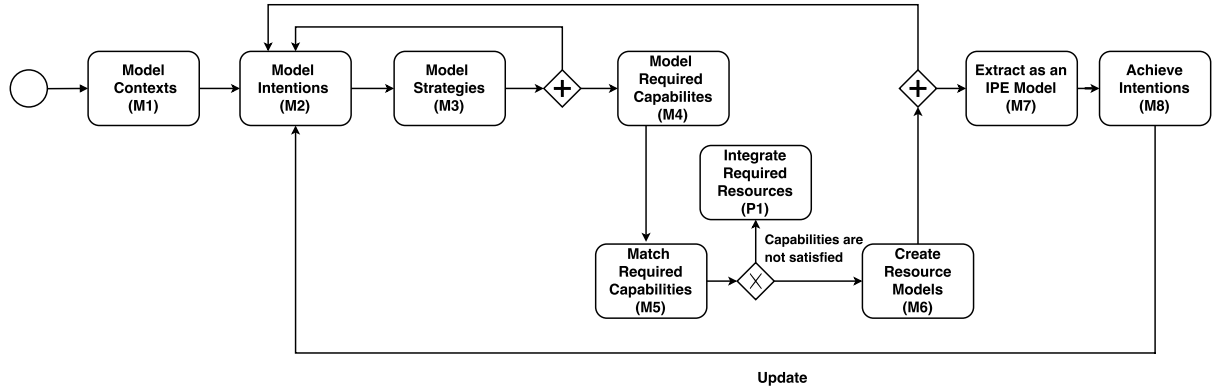 Model
Contexts
(M1)
Model
Intentions
(M2)
Model
Strategies
(M3)
Model
Required
Capabilites
(M4)
Extract as an
IPE Model
(M7)
Achieve
Intentions
(M8)
Integrate
Required
Resources
(P1)
Capabilities are
not satisfied
Match
Required
Capabilities
(M5)
Create
Resource
Models
(M6)
Update